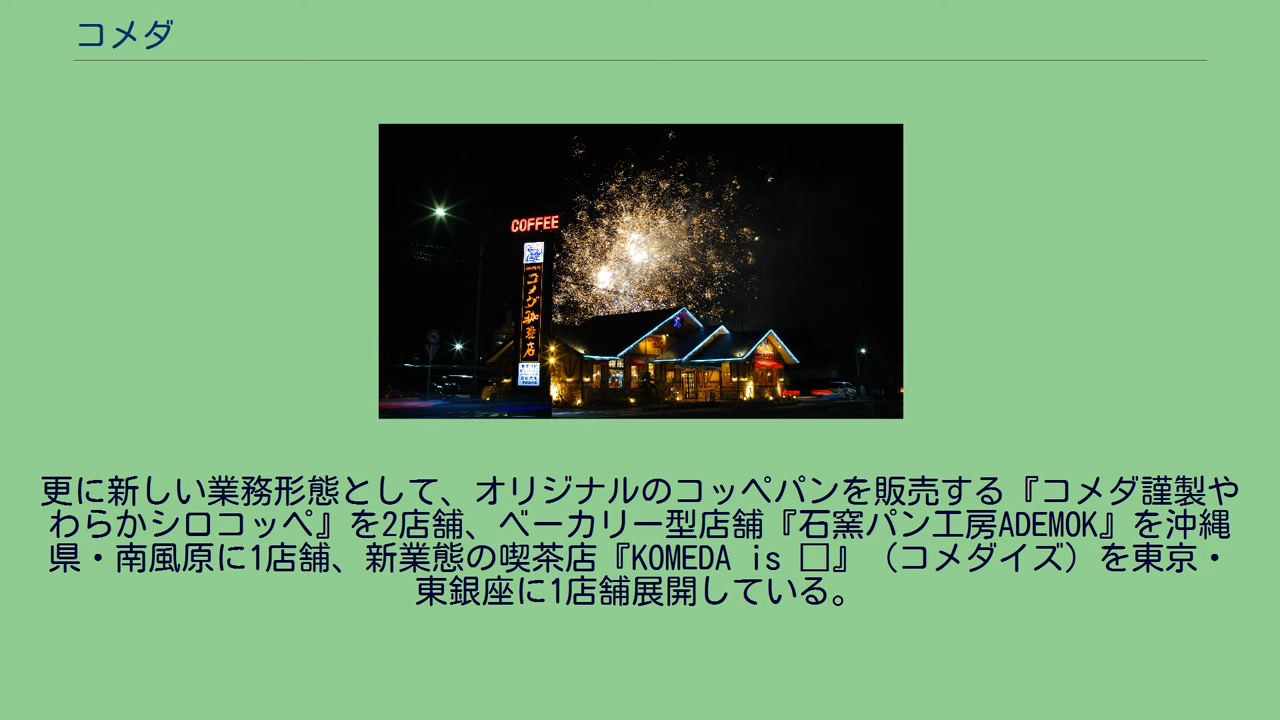 コメダ
COFFEE
コメダ珈琲店
更に新しい業務形態として、オリジナルのコッペパンを販売する『コメダ謹製や
わらかシロコッペ』を2店舗、ベーカリー型店舗『石窯パン工房ADEMOK』を沖縄
県・南風原に1店舗、新業態の喫茶店『KOMEDA is □』（コメダイズ）を東京・
東銀座に1店舗展開している。